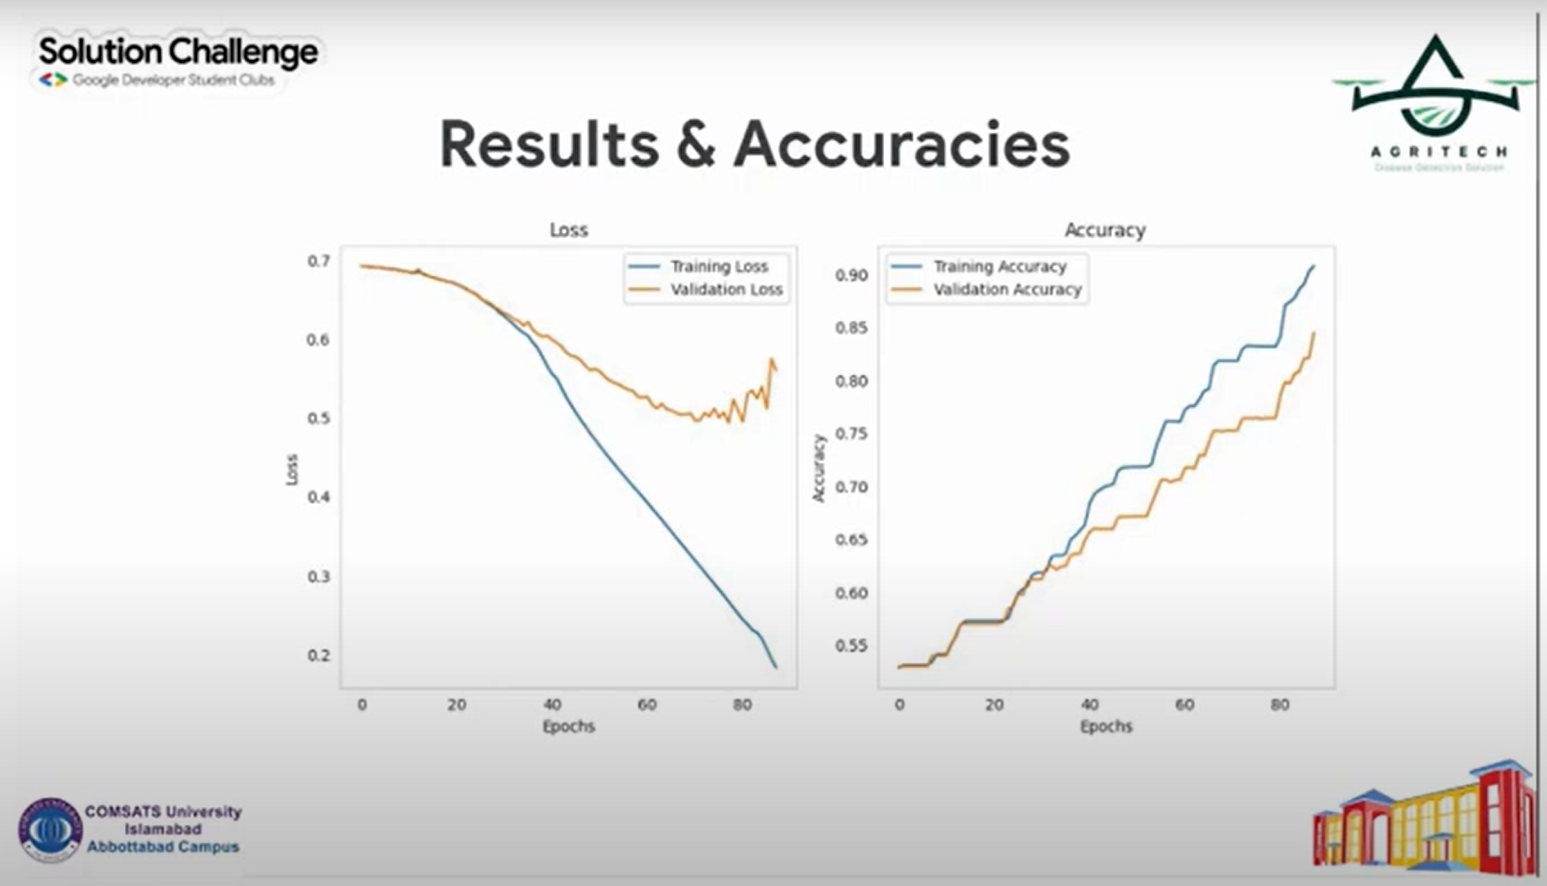 Solution Challenge
Google Developer Student Clubs
AGRITECH
Disease Detection Solution
Results & Accuracies
Loss
Training Loss
Validation Loss
0.7
0.6
0.5
0.4
0.3
0.2
Loss
0
20
40
60
80
Epochs
Accuracy
Training Accuracy
Validation Accuracy
0.90
0.85
0.80
0.75
0.70
0.65
0.60
0.55
Accuracy
0
20
40
60
80
Epochs
COMSATS University
Islamabad
Abbottabad Campus